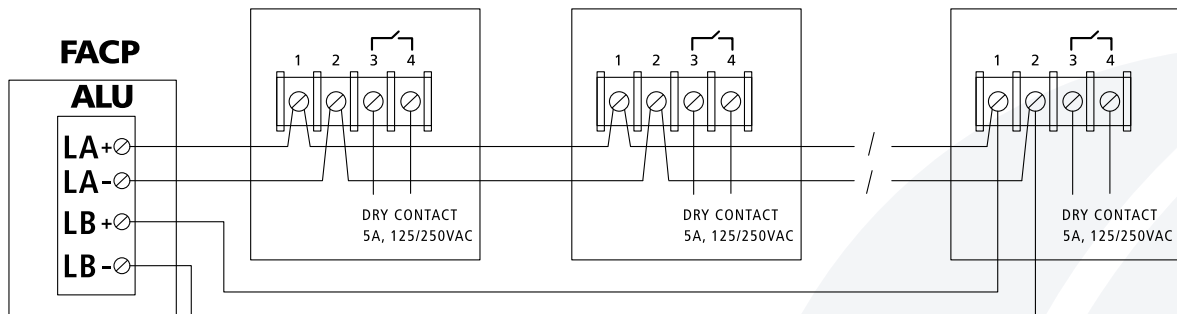 FACP
ALU
LA+
LA-
LB+
LB-
1 2 3 4
DRY CONTACT
5A, 125/250VAC
1 2 3 4
DRY CONTACT
5A, 125/250VAC
1 2 3 4
DRY CONTACT
5A, 125/250VAC